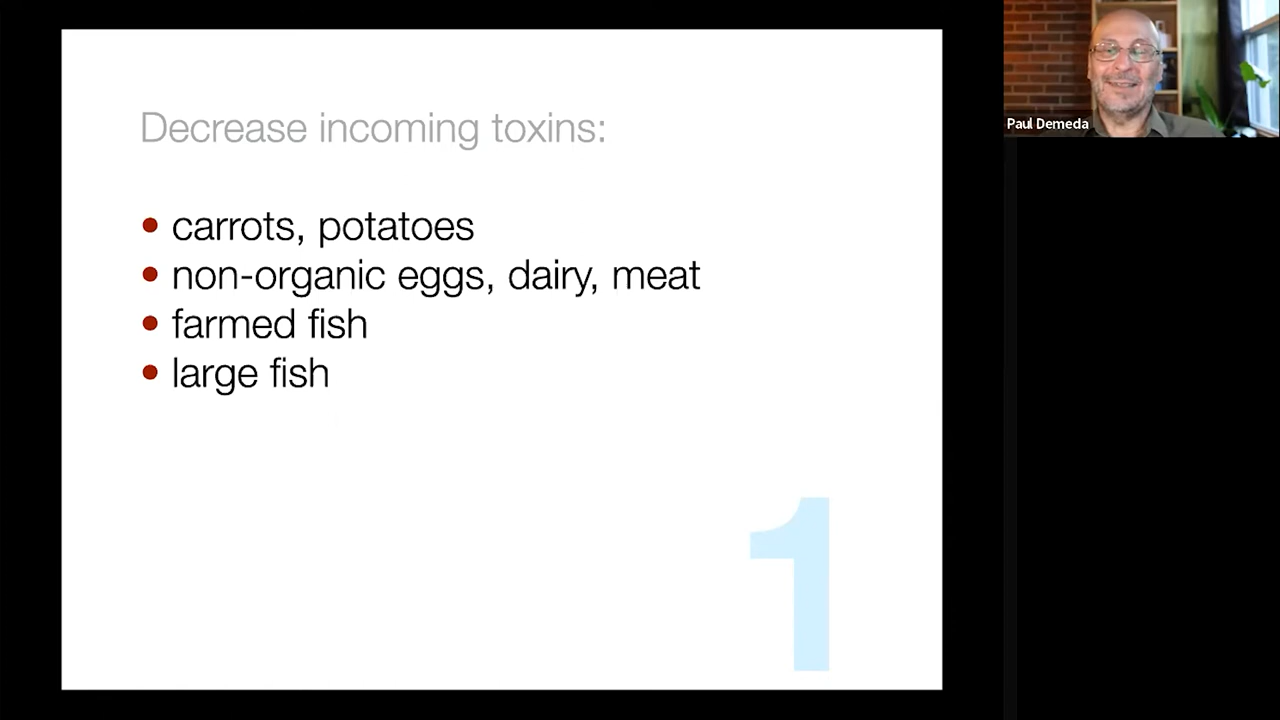 Decrease incoming toxins:
• carrots, potatoes
• non-organic eggs, dairy, meat
• farmed fish
• large fish
1
Paul Demeda